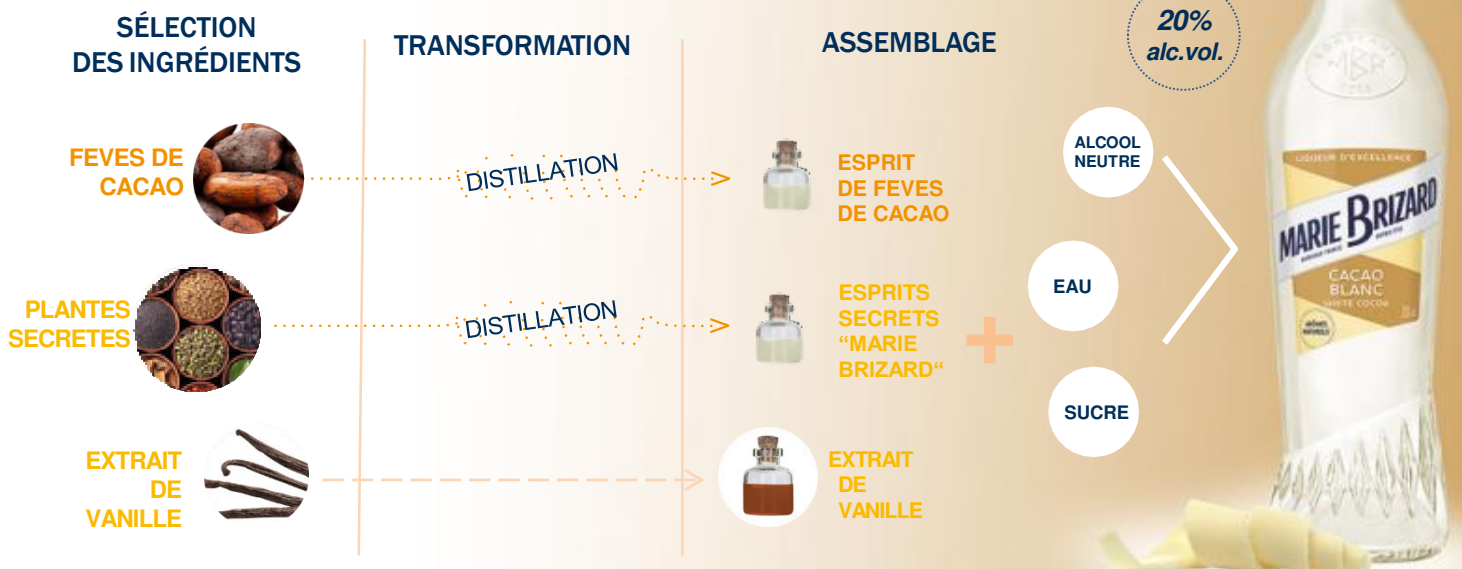 SÉLECTION
DES INGRÉDIENTS
TRANSFORMATION
ASSEMBLAGE
20%
alc.vol.
FEVES DE
CACAO
DISTILLATION
ESPRIT
DE FEVES
DE CACAO
ALCOOL
NEUTRE
PLANTES
SECRETES
DISTILLATION
ESPRITS
SECRETS
“MARIE
BRIZARD“
+
EAU
SUCRE
EXTRAIT
DE
VANILLE
EXTRAIT
DE
VANILLE
LIQUEUR D'EXCELLENCE
MARIE BRIZARD
CACAO
BLANC
WHITE COCOA
ARÔMES
NATURELS